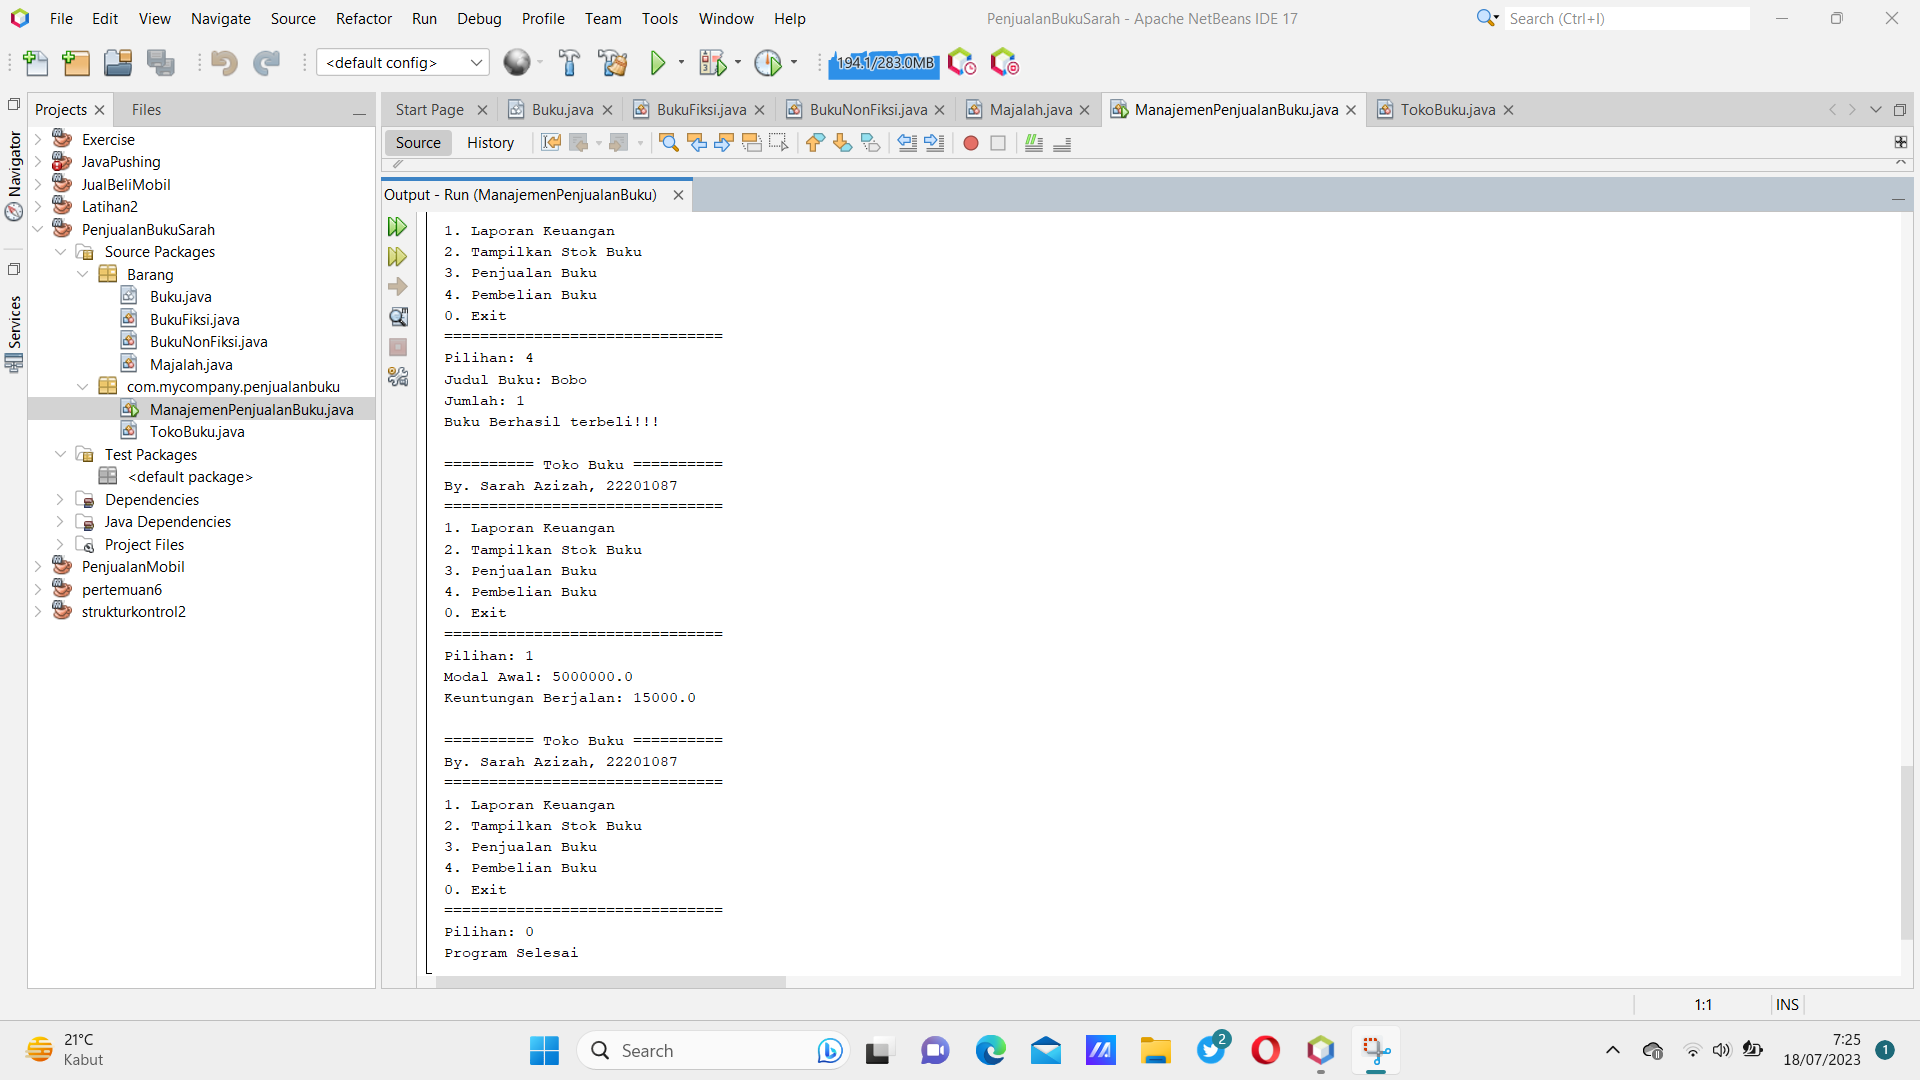 File Edit View Navigate Source Refactor Run Debug Profile Team Tools Window Help
PenjualanBukuSarah - Apache NetBeans IDE 17
Search (Ctrl+I)
<default config>
194.1/283.0MB
Projects
Files
Navigator
Services
Exercise
JavaPushing
JualBeliMobil
Latihan2
PenjualanBukuSarah
Source Packages
Barang
Buku.java
BukuFiksi.java
BukuNonFiksi.java
Majalah.java
com.mycompany.penjualanbuku
ManajemenPenjualanBuku.java
TokoBuku.java
Test Packages
<default package>
Dependencies
Java Dependencies
Project Files
PenjualanMobil
pertemuan6
strukturkontrol2
Start Page
Buku.java
BukuFiksi.java
BukuNonFiksi.java
Majalah.java
ManajemenPenjualanBuku.java
TokoBuku.java
Source
History
Output - Run (ManajemenPenjualanBuku)
1. Laporan Keuangan
2. Tampilkan Stok Buku
3. Penjualan Buku
4. Pembelian Buku
0. Exit
===============================
Pilihan: 4
Judul Buku: Bobo
Jumlah: 1
Buku Berhasil terbeli!!!
========== Toko Buku ==========
By. Sarah Azizah, 22201087
===============================
1. Laporan Keuangan
2. Tampilkan Stok Buku
3. Penjualan Buku
4. Pembelian Buku
0. Exit
===============================
Pilihan: 1
Modal Awal: 5000000.0
Keuntungan Berjalan: 15000.0
========== Toko Buku ==========
By. Sarah Azizah, 22201087
===============================
1. Laporan Keuangan
2. Tampilkan Stok Buku
3. Penjualan Buku
4. Pembelian Buku
0. Exit
===============================
Pilihan: 0
Program Selesai
1:1
INS
21°C
Kabut
Search
2
7:25
18/07/2023
1